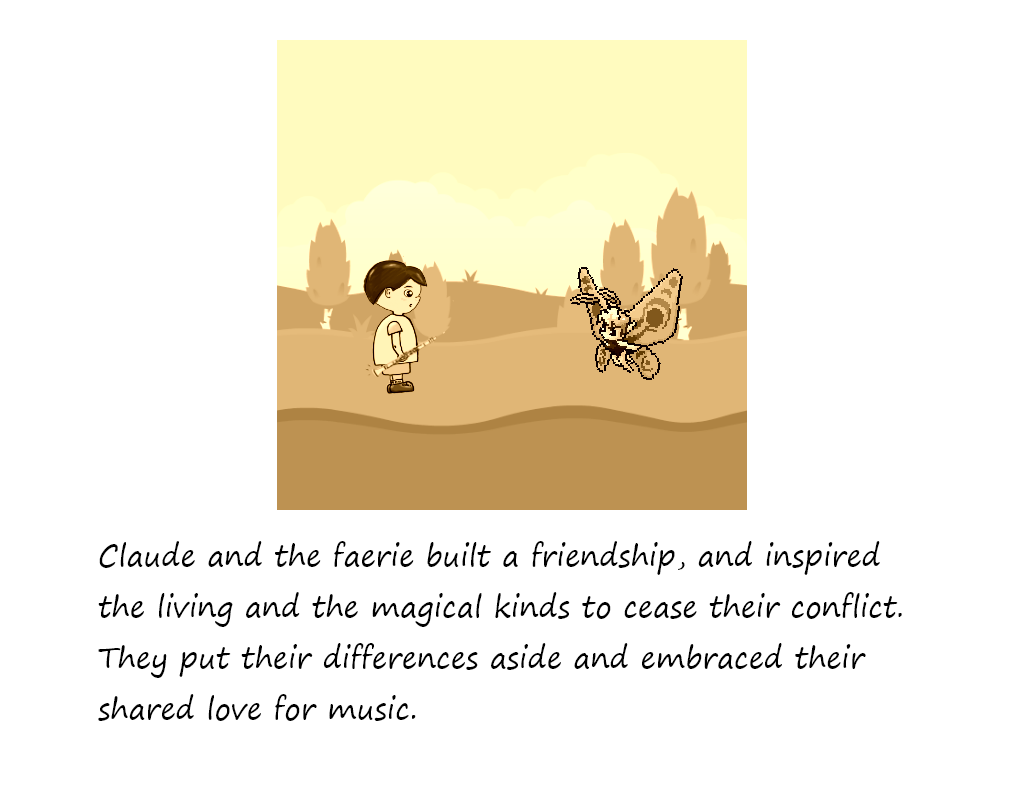 Claude and the faerie built a friendship, and inspired
the living and the magical kinds to cease their conflict.
They put their differences aside and embraced their
shared love for music.